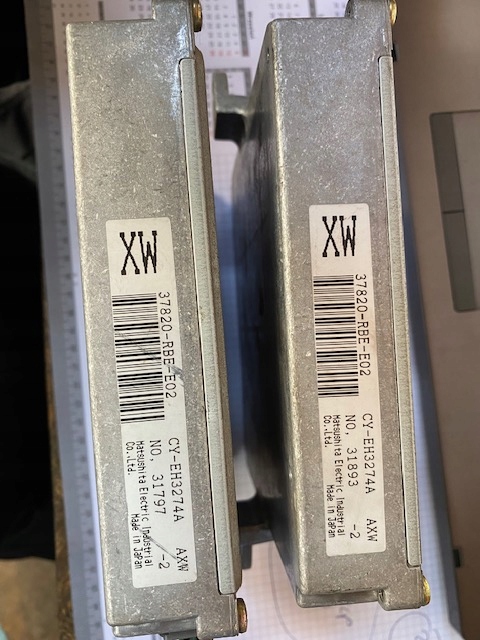 XW
37820-RBE-E02
CY-EH3274A AXW
NO. 31797 -2
Matsushita Electric Industrial
Co.,Ltd. Made in Japan
XW
37820-RBE-E02
CY-EH3274A AXW
NO. 31893 -2
Matsushita Electric Industrial
Co.,Ltd. Made in Japan